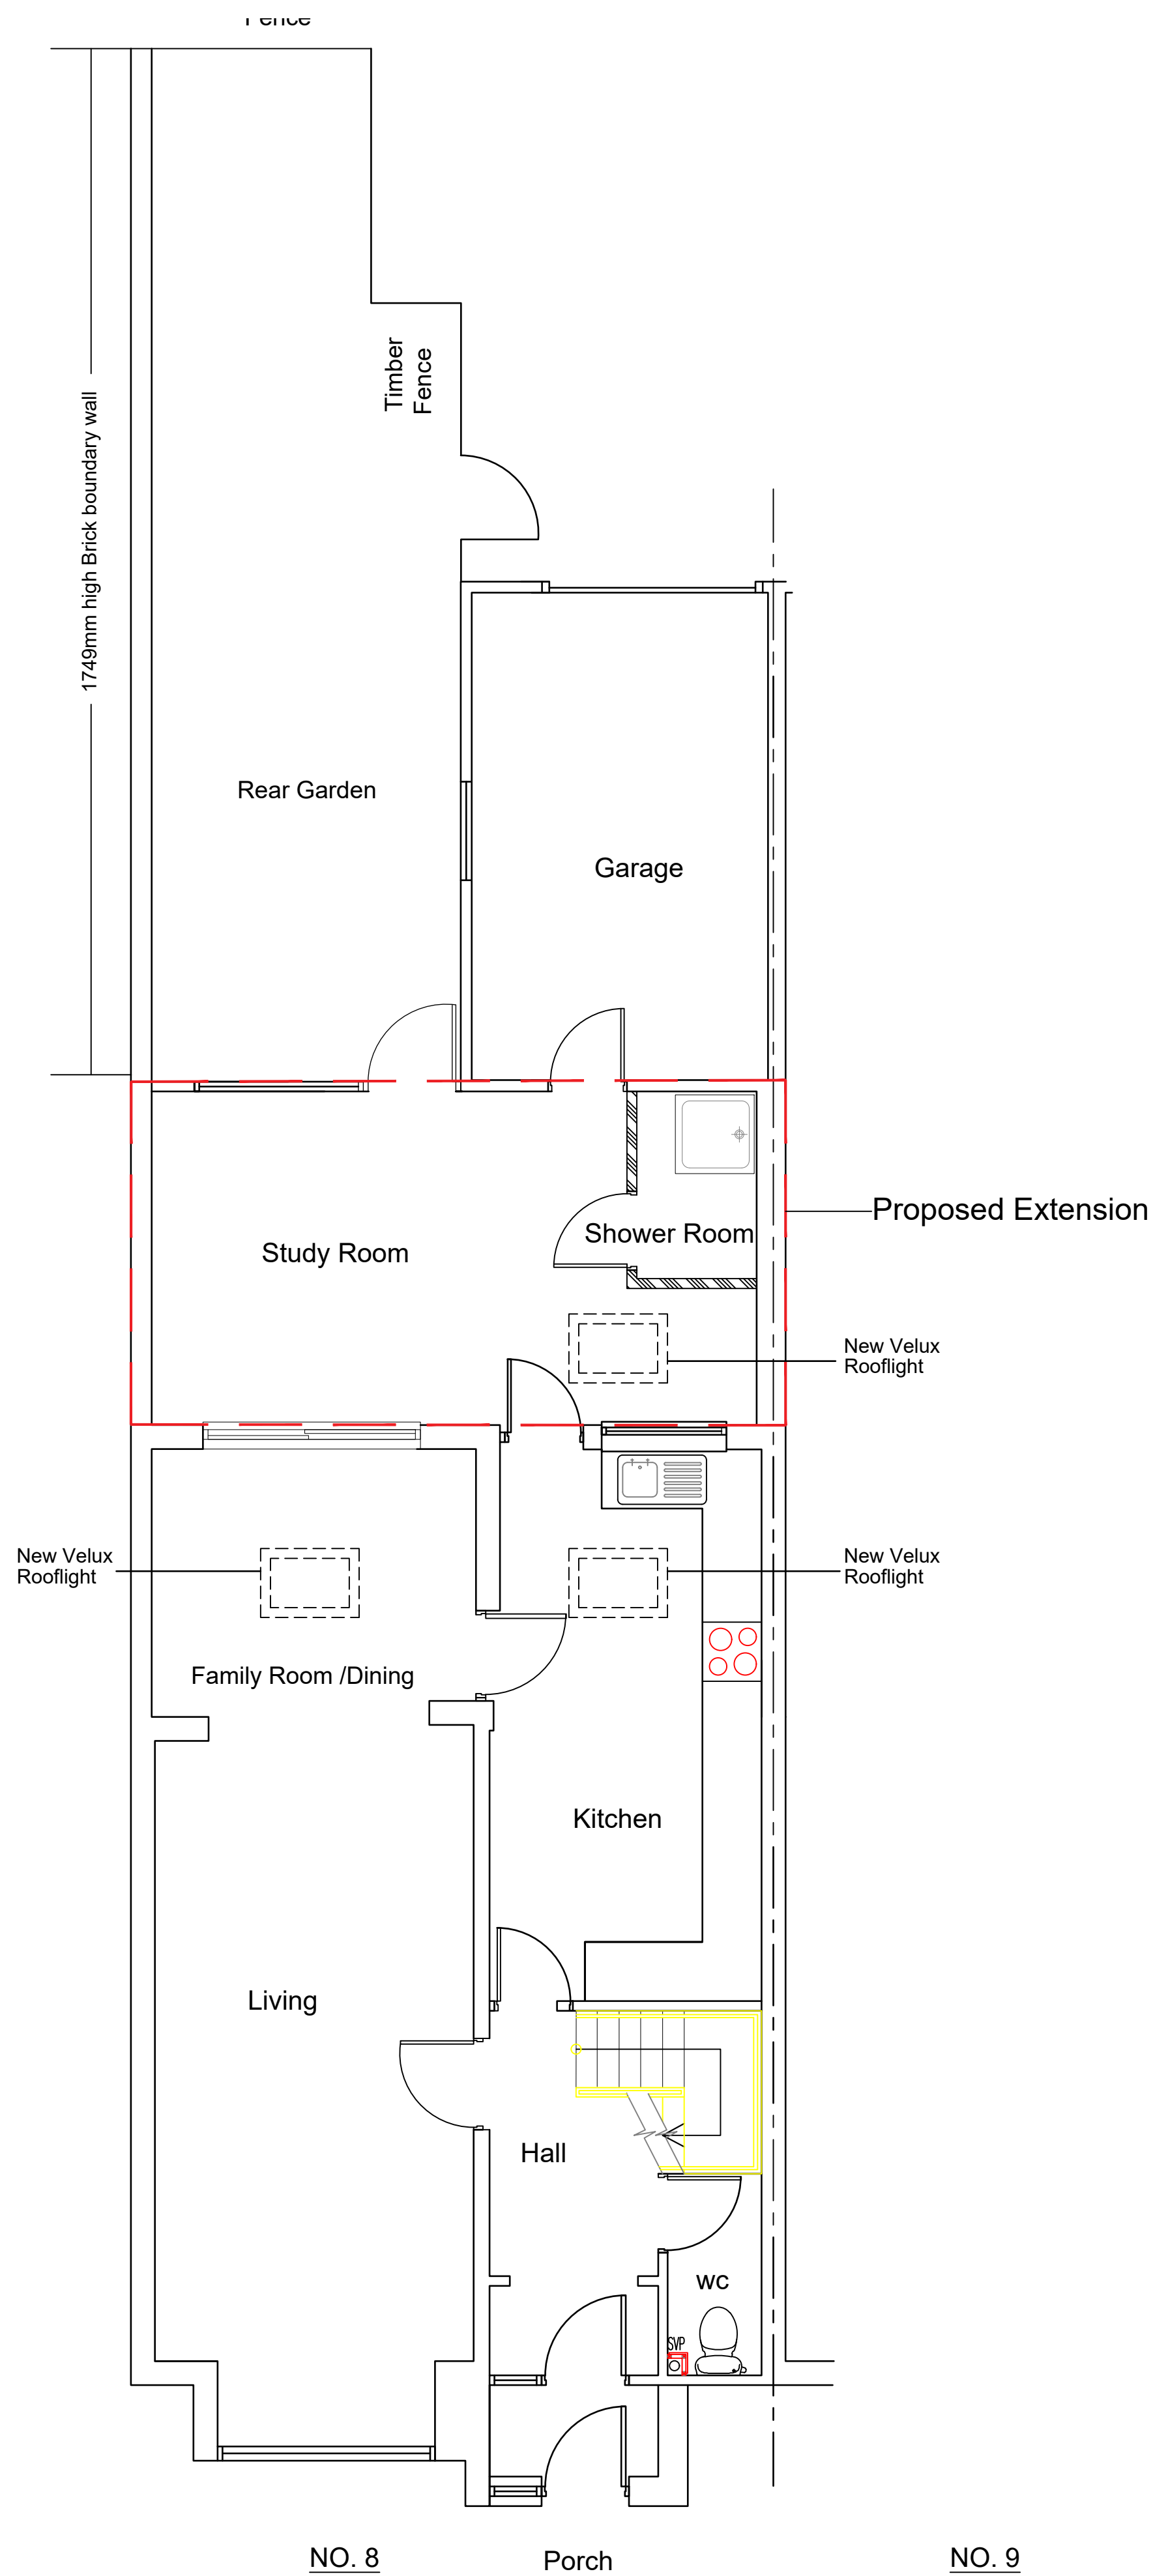 Fence
Timber
Fence
1749mm high Brick boundary wall
Rear Garden
Garage
Proposed Extension
Shower Room
Study Room
New Velux
Rooflight
New Velux
Rooflight
New Velux
Rooflight
Family Room /Dining
Kitchen
Living
Hall
wc
SVP
NO. 8
Porch
NO. 9